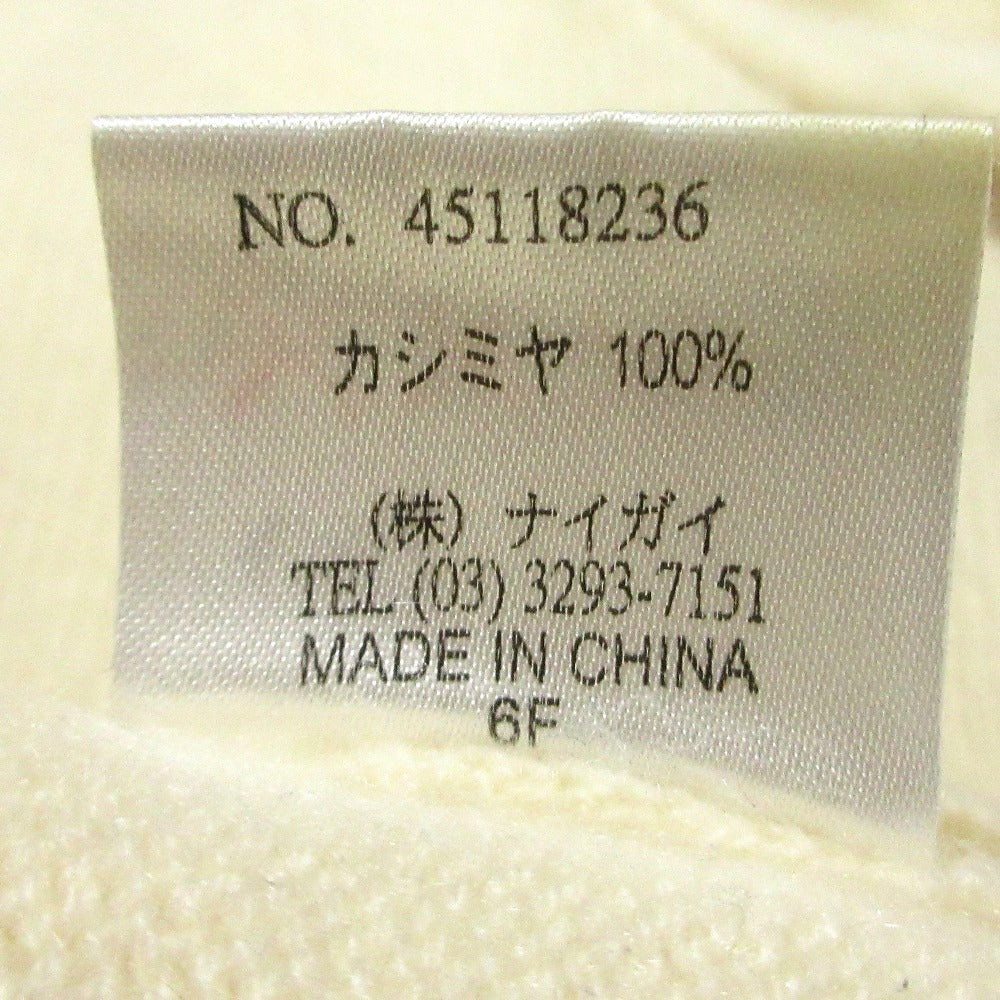 NO. 45118236
カシミヤ 100%
(株) ナイガイ
TEL (03) 3293-7151
MADE IN CHINA
6F